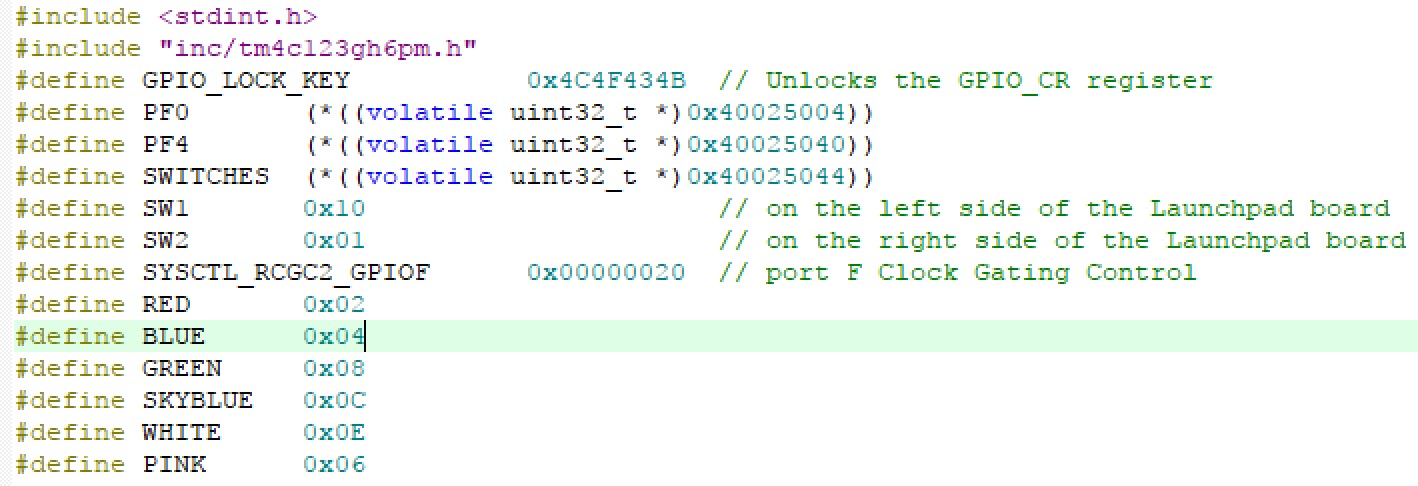 #include <stdint.h>
#include "inc/tm4c123gh6pm.h"
#define GPIO_LOCK_KEY 0x4C4F434B // Unlocks the GPIO_CR register
#define PF0 (*((volatile uint32_t *)0x40025004))
#define PF4 (*((volatile uint32_t *)0x40025040))
#define SWITCHES (*((volatile uint32_t *)0x40025044))
#define SW1 0x10 // on the left side of the Launchpad board
#define SW2 0x01 // on the right side of the Launchpad board
#define SYSCTL_RCGC2_GPIOF 0x00000020 // port F Clock Gating Control
#define RED 0x02
#define BLUE 0x04
#define GREEN 0x08
#define SKYBLUE 0x0C
#define WHITE 0x0E
#define PINK 0x06